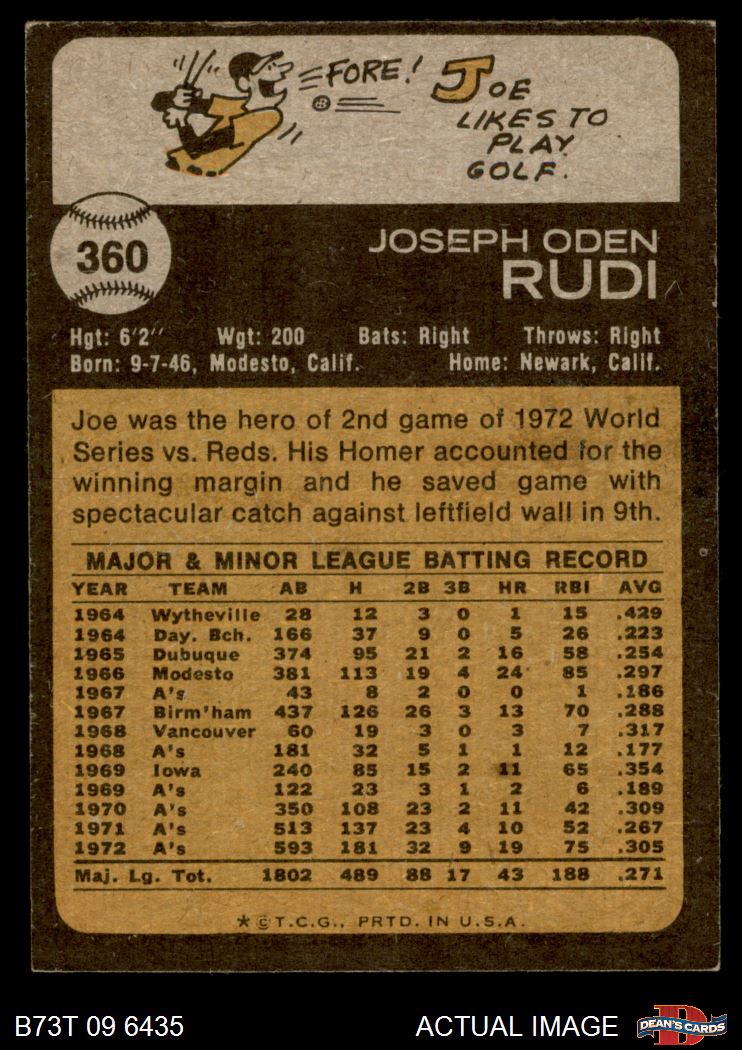 FORE! JOE
LIKES TO
PLAY
GOLF.
360
JOSEPH ODEN
RUDI
Hgt: 6'2" Wgt: 200 Bats: Right Throws: Right
Born: 9-7-46, Modesto, Calif. Home: Newark, Calif.
Joe was the hero of 2nd game of 1972 World
Series vs. Reds. His Homer accounted for the
winning margin and he saved game with
spectacular catch against leftfield wall in 9th.
MAJOR & MINOR LEAGUE BATTING RECORD
YEAR TEAM AB H 2B 3B HR RBI AVG
1964 Wytheville 28 12 3 0 1 15 .429
1964 Day. Bch. 166 37 9 0 5 26 .223
1965 Dubuque 374 95 21 2 16 58 .254
1966 Modesto 381 113 19 4 24 85 .297
1967 A's 43 8 2 0 0 1 .186
1967 Birm'ham 437 126 26 3 13 70 .288
1968 Vancouver 60 19 3 0 3 7 .317
1968 A's 181 32 5 1 1 12 .177
1969 Iowa 240 85 15 2 11 65 .354
1969 A's 122 23 3 1 2 6 .189
1970 A's 350 108 23 2 11 42 .309
1971 A's 513 137 23 4 10 52 .267
1972 A's 593 181 32 9 19 75 .305
Maj. Lg. Tot. 1802 489 88 17 43 188 .271
* © T.C.G., PRTD. IN U.S.A.
B73T 09 6435 ACTUAL IMAGE D DEAN'S CARDS